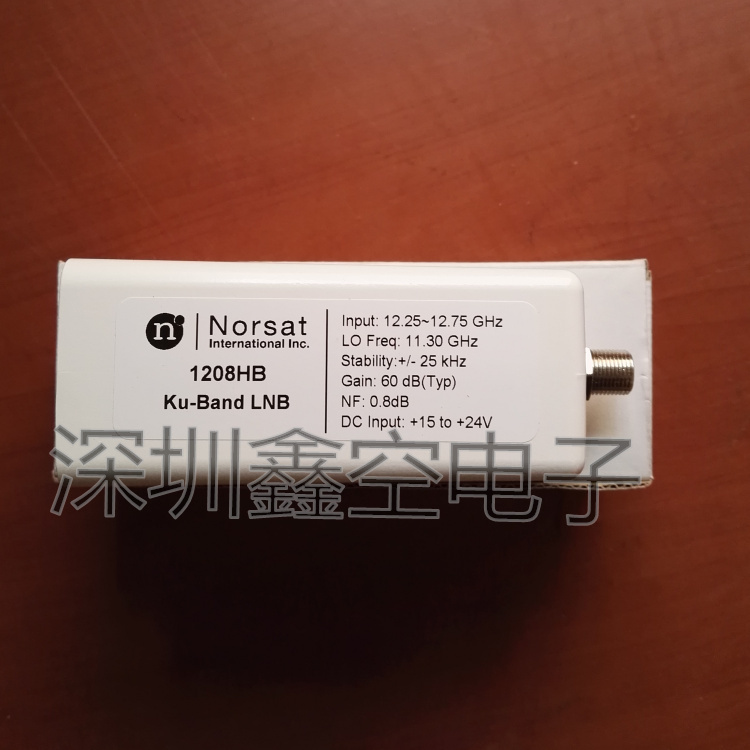 n
Norsat
International Inc.
1208HB
Ku-Band LNB
Input: 12.25~12.75 GHz
LO Freq: 11.30 GHz
Stability:+/- 25 kHz
Gain: 60 dB(Typ)
NF: 0.8dB
DC Input: +15 to +24V
深圳鑫空电子